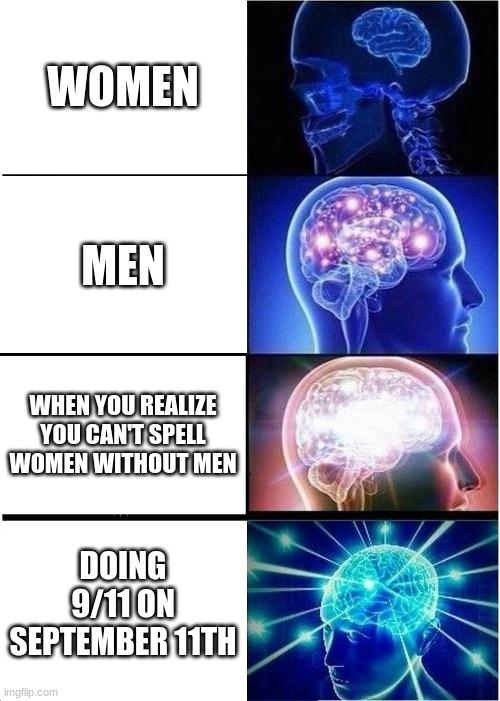 WOMEN
MEN
WHEN YOU REALIZE
YOU CAN'T SPELL
WOMEN WITHOUT MEN
DOING
9/11 ON
SEPTEMBER 11TH
imgflip.com